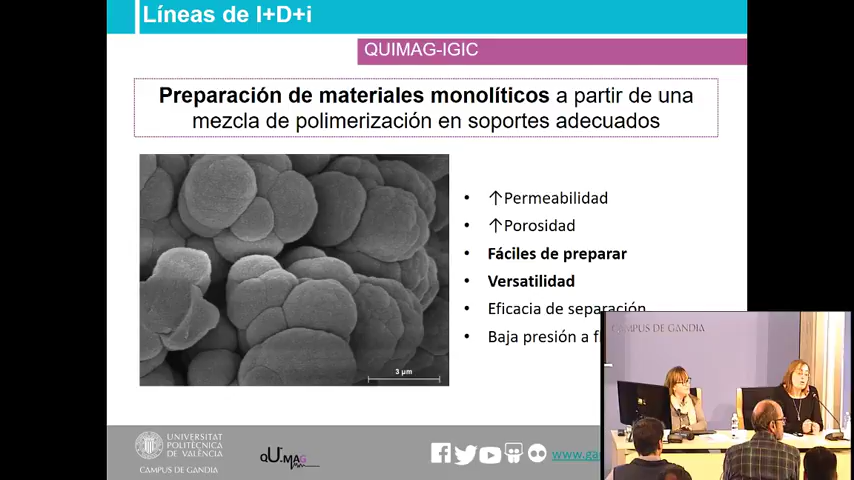 Líneas de I+D+i
QUIMAG-IGIC
Preparación de materiales monolíticos a partir de una
mezcla de polimerización en soportes adecuados
• ↑Permeabilidad
• ↑Porosidad
• Fáciles de preparar
• Versatilidad
• Eficacia de separación
• Baja presión a
3 µm
CAMPUS DE GANDIA
UNIVERSITAT
POLITÈCNICA
DE VALÈNCIA
CAMPUS DE GANDIA
QUIMAG
www.ga